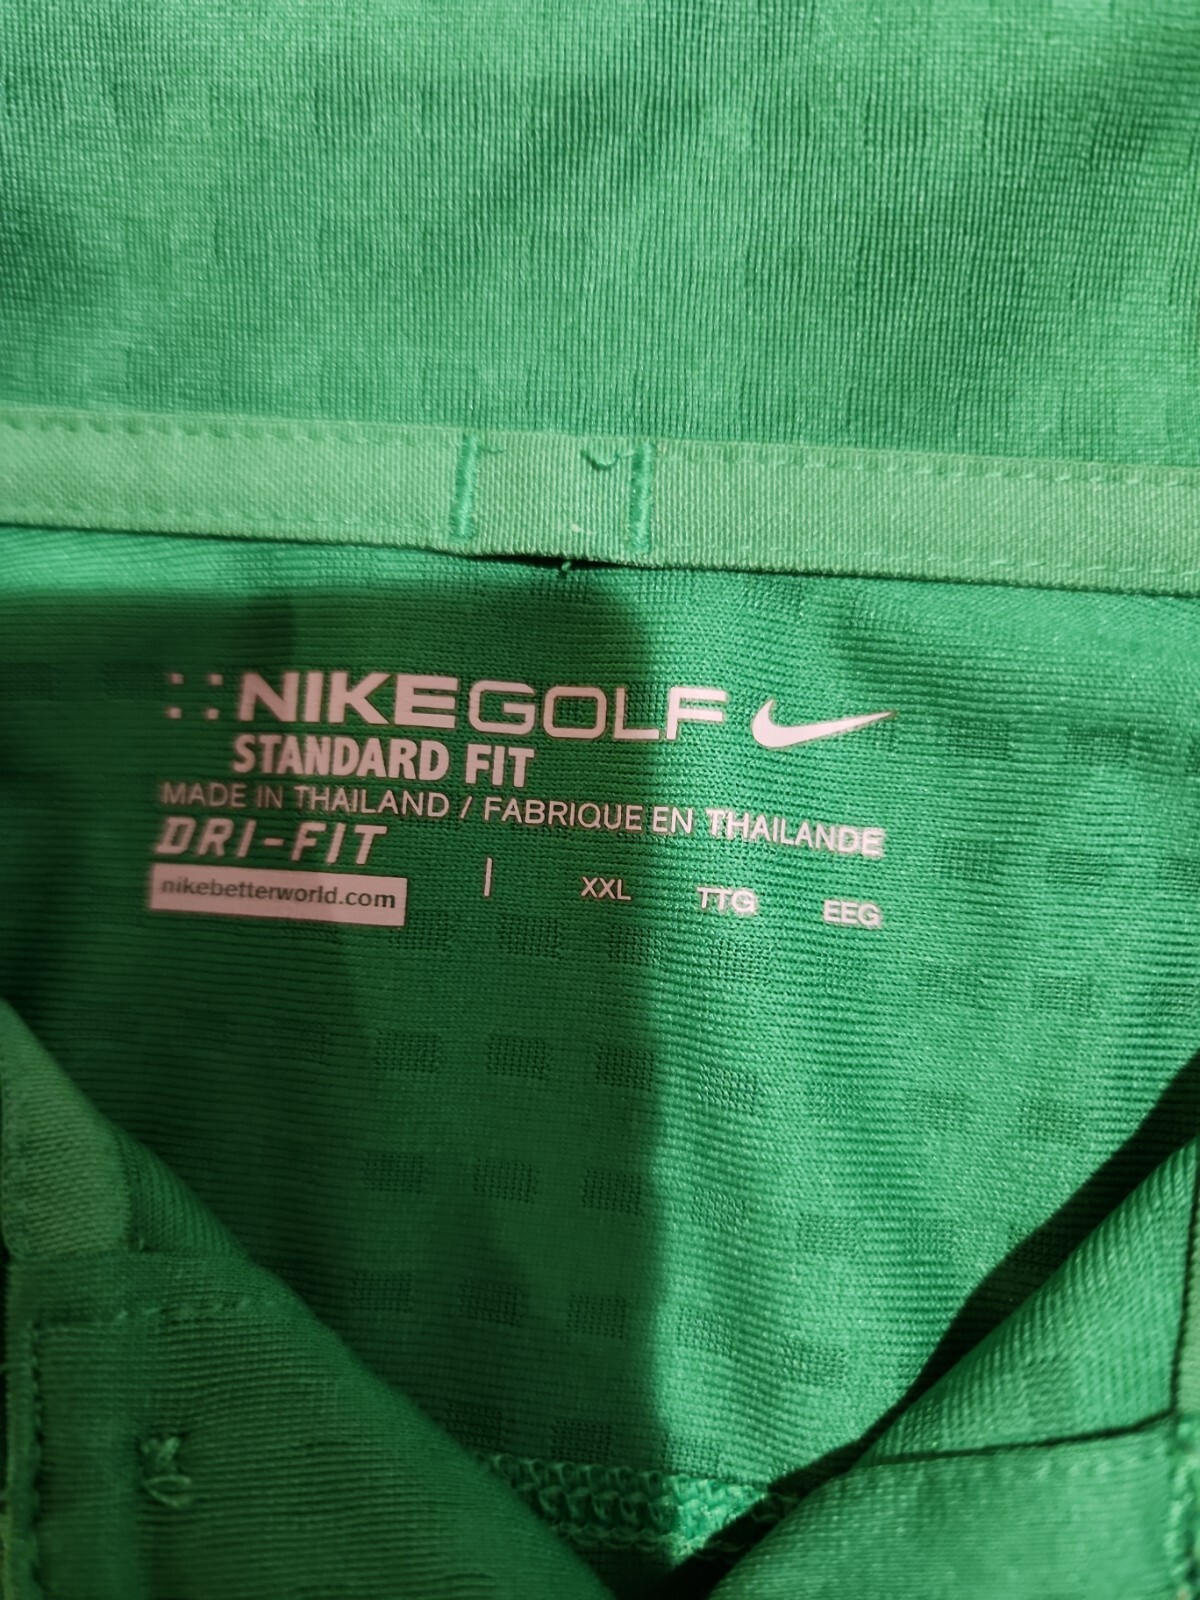 NIKEGOLF
STANDARD FIT
MADE IN THAILAND / FABRIQUE EN THAILANDE
DRI-FIT
nikebetterworld.com | XXL TTG EEG